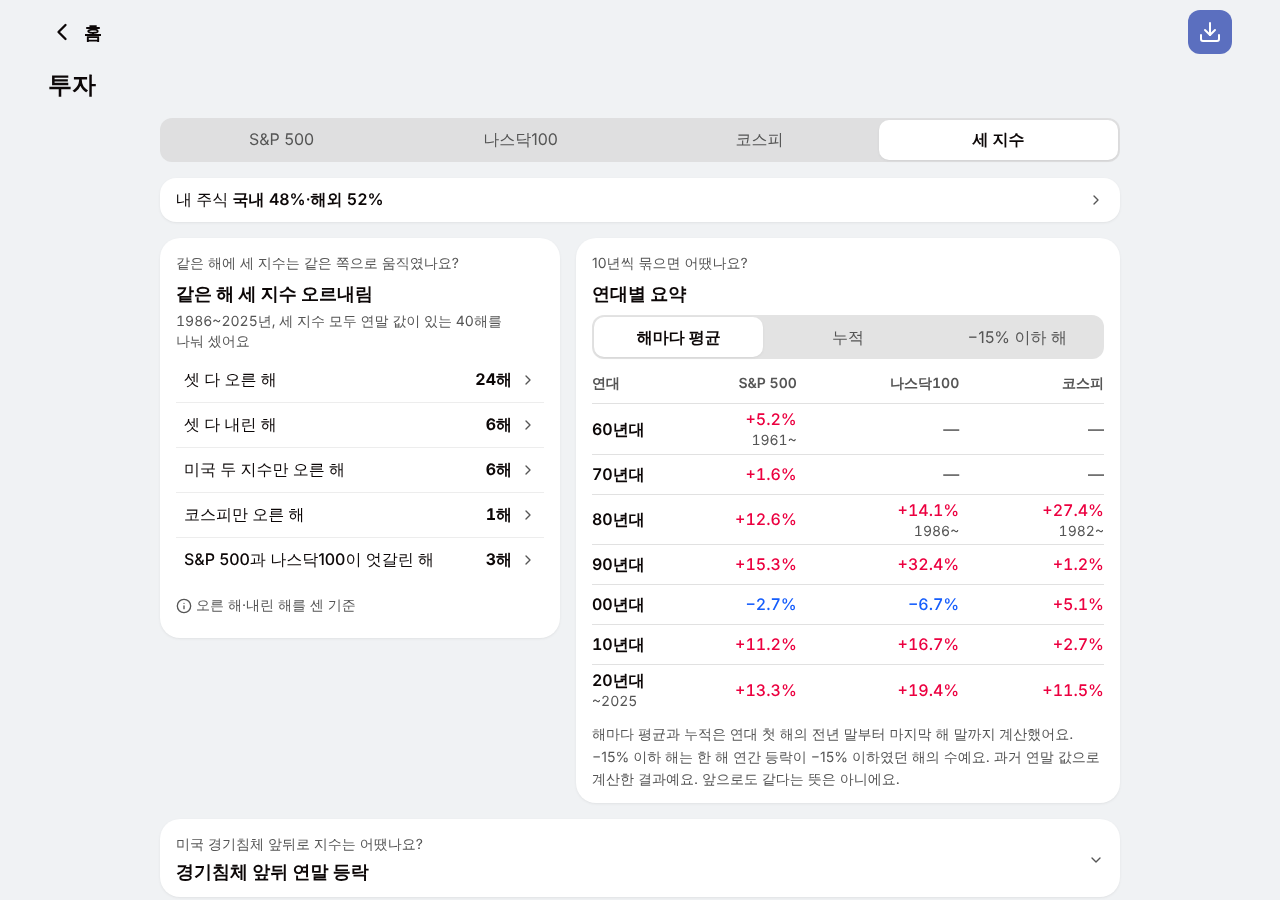 홈
투자
S&P 500
나스닥100
코스피
세 지수
내 주식 국내 48%·해외 52%
같은 해에 세 지수는 같은 쪽으로 움직였나요?
같은 해 세 지수 오르내림
1986~2025년, 세 지수 모두 연말 값이 있는 40해를
나눠 셌어요
셋 다 오른 해 24해
셋 다 내린 해 6해
미국 두 지수만 오른 해 6해
코스피만 오른 해 1해
S&P 500과 나스닥100이 엇갈린 해 3해
오른 해·내린 해를 센 기준
10년씩 묶으면 어땠나요?
연대별 요약
해마다 평균 누적 −15% 이하 해
연대 S&P 500 나스닥100 코스피
60년대 +5.2% — —
1961~
70년대 +1.6% — —
80년대 +12.6% +14.1% +27.4%
1986~ 1982~
90년대 +15.3% +32.4% +1.2%
00년대 −2.7% −6.7% +5.1%
10년대 +11.2% +16.7% +2.7%
20년대 +13.3% +19.4% +11.5%
~2025
해마다 평균과 누적은 연대 첫 해의 전년 말부터 마지막 해 말까지 계산했어요.
−15% 이하 해는 한 해 연간 등락이 −15% 이하였던 해의 수예요. 과거 연말 값으로
계산한 결과예요. 앞으로도 같다는 뜻은 아니에요.
미국 경기침체 앞뒤로 지수는 어땠나요?
경기침체 앞뒤 연말 등락